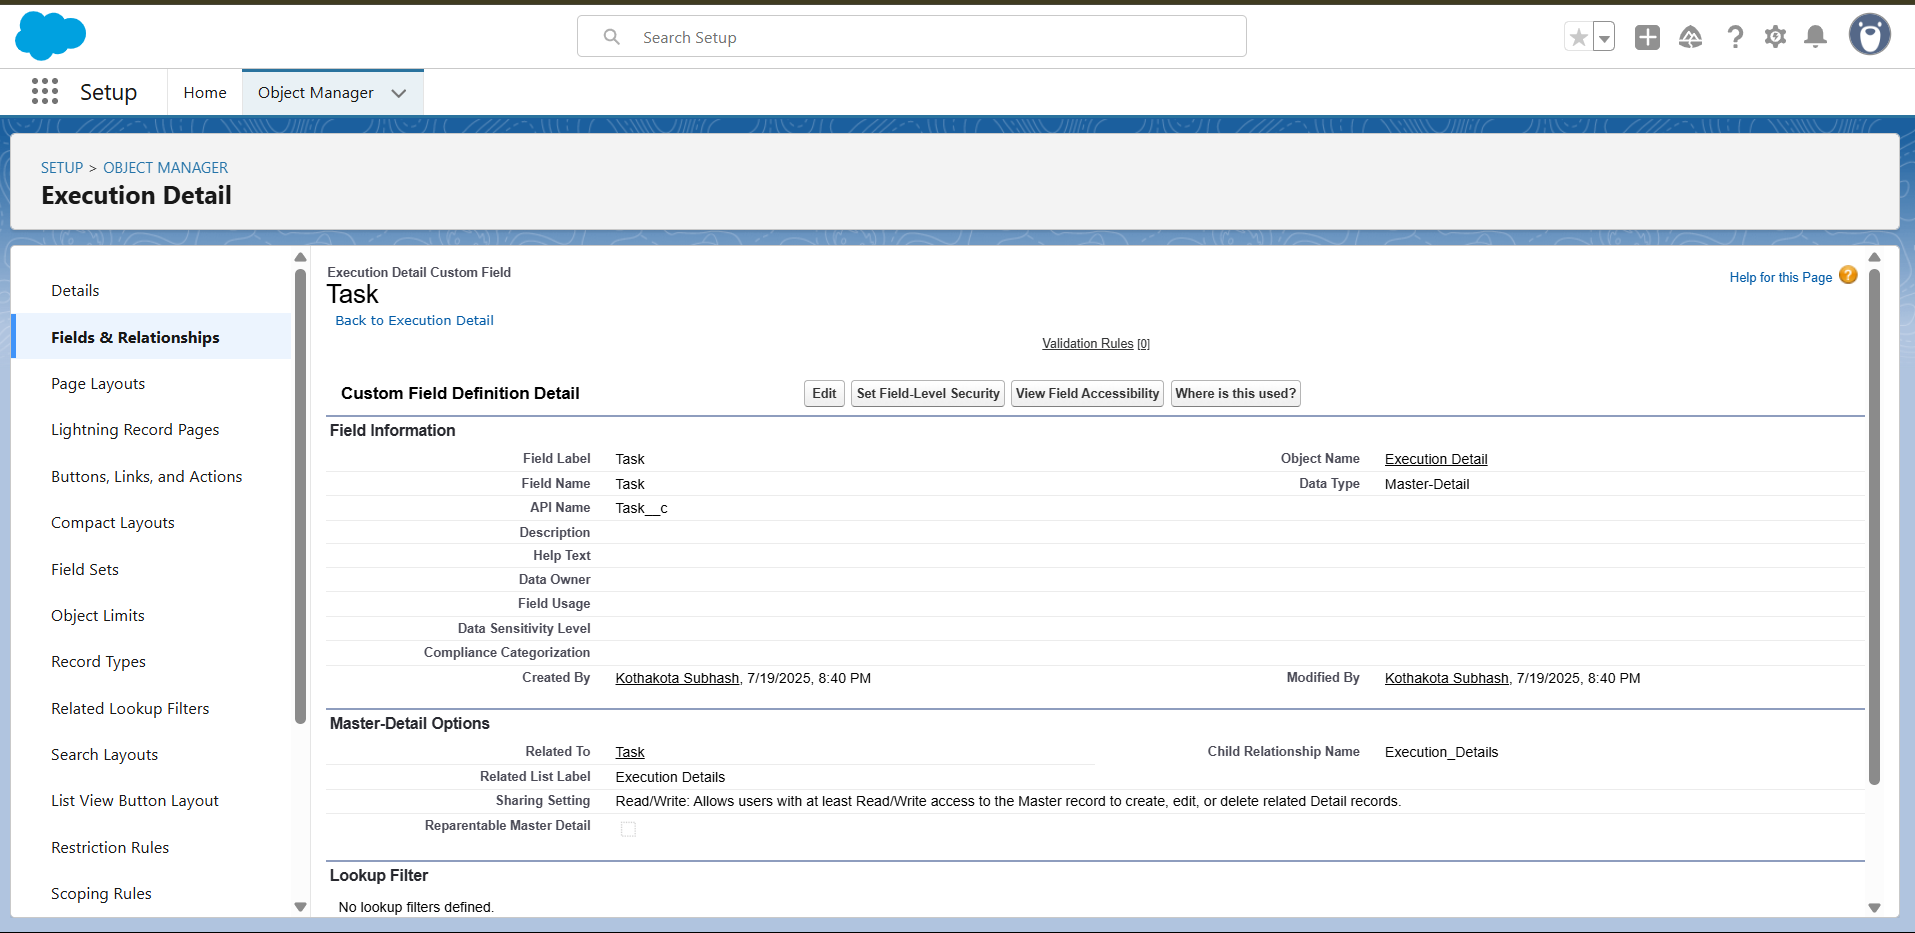 Search Setup
Setup
Home
Object Manager
SETUP > OBJECT MANAGER
Execution Detail
Details
Fields & Relationships
Page Layouts
Lightning Record Pages
Buttons, Links, and Actions
Compact Layouts
Field Sets
Object Limits
Record Types
Related Lookup Filters
Search Layouts
List View Button Layout
Restriction Rules
Scoping Rules
Execution Detail Custom Field
Task
Back to Execution Detail
Help for this Page ?
Validation Rules [0]
Custom Field Definition Detail
Edit
Set Field-Level Security
View Field Accessibility
Where is this used?
Field Information
Field Label Task
Object Name Execution Detail
Field Name Task
Data Type Master-Detail
API Name Task__c
Description
Help Text
Data Owner
Field Usage
Data Sensitivity Level
Compliance Categorization
Created By Kothakota Subhash, 7/19/2025, 8:40 PM
Modified By Kothakota Subhash, 7/19/2025, 8:40 PM
Master-Detail Options
Related To Task
Child Relationship Name Execution_Details
Related List Label Execution Details
Sharing Setting Read/Write: Allows users with at least Read/Write access to the Master record to create, edit, or delete related Detail records.
Reparentable Master Detail
Lookup Filter
No lookup filters defined.